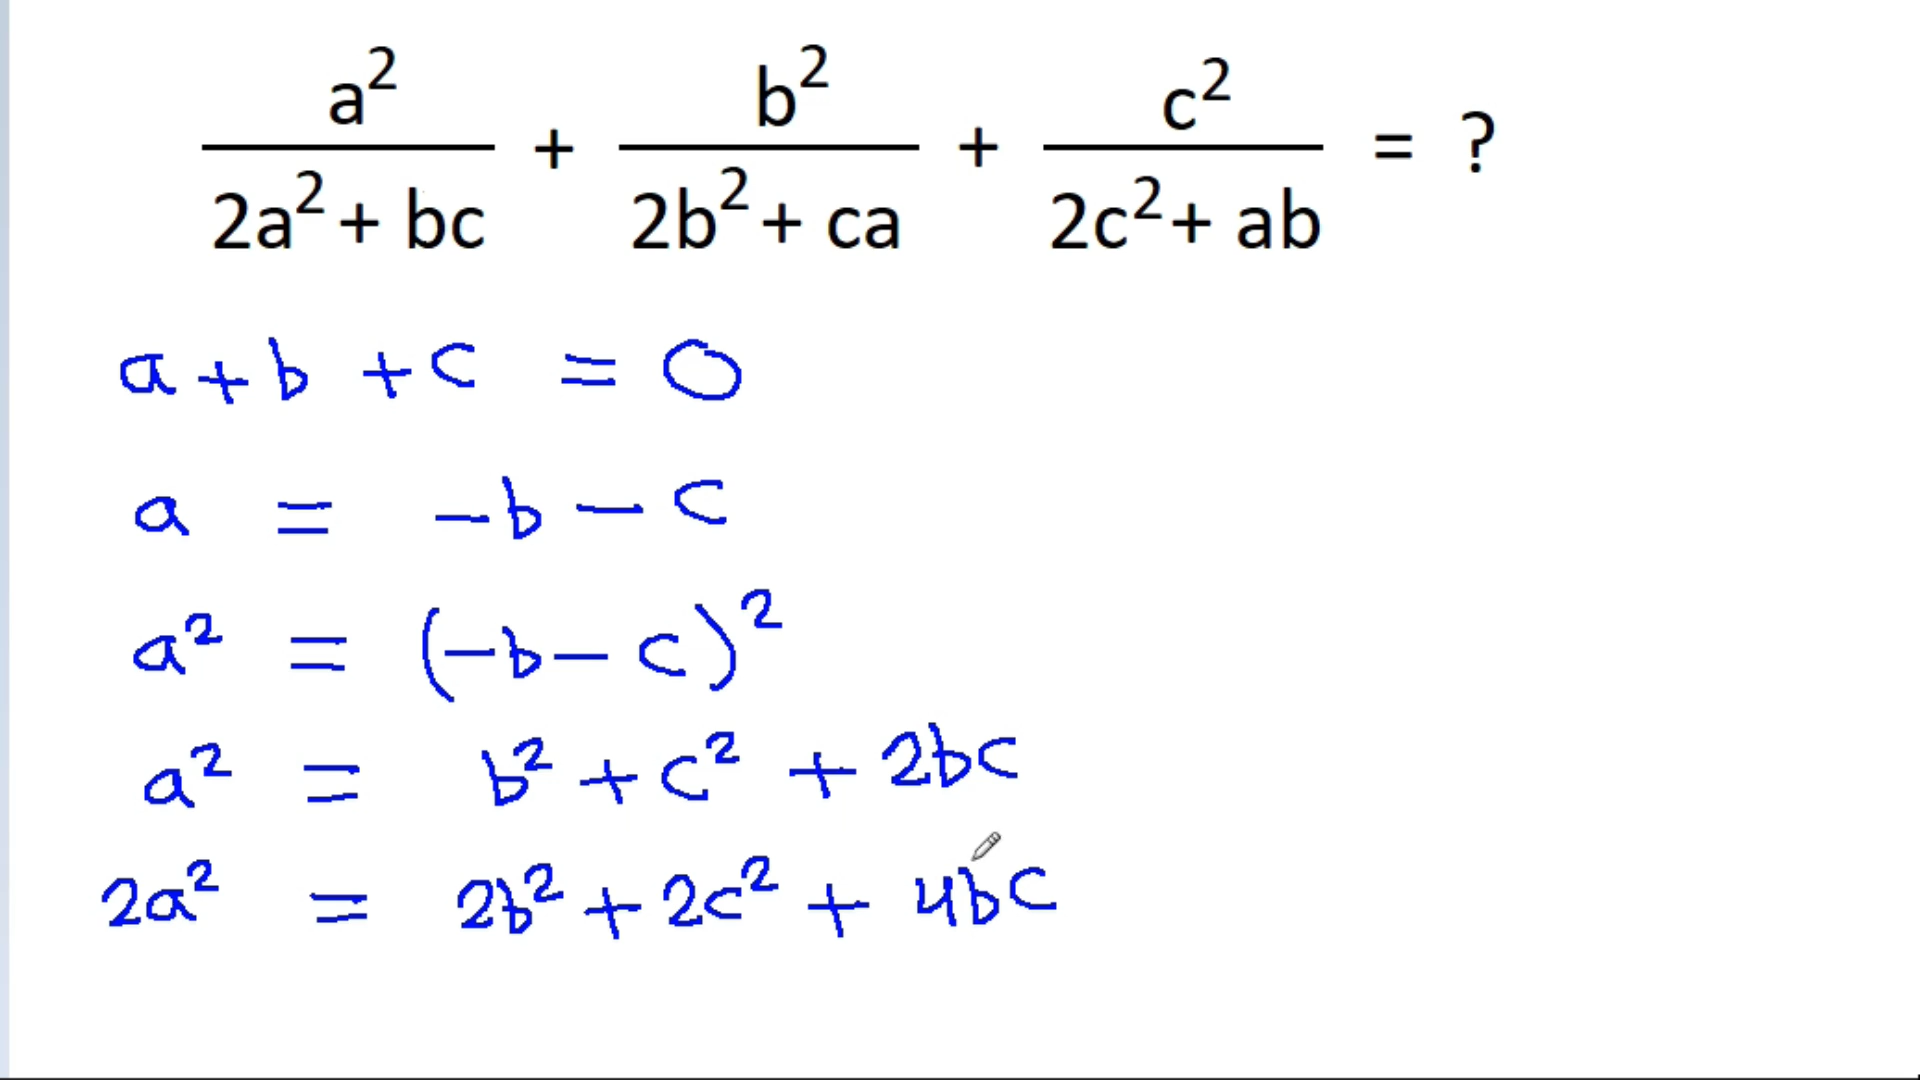 a² / (2a² + bc) + b² / (2b² + ca) + c² / (2c² + ab) = ?
a + b + c = 0
a = -b - c
a² = (-b - c)²
a² = b² + c² + 2bc
2a² = 2b² + 2c² + 4bc